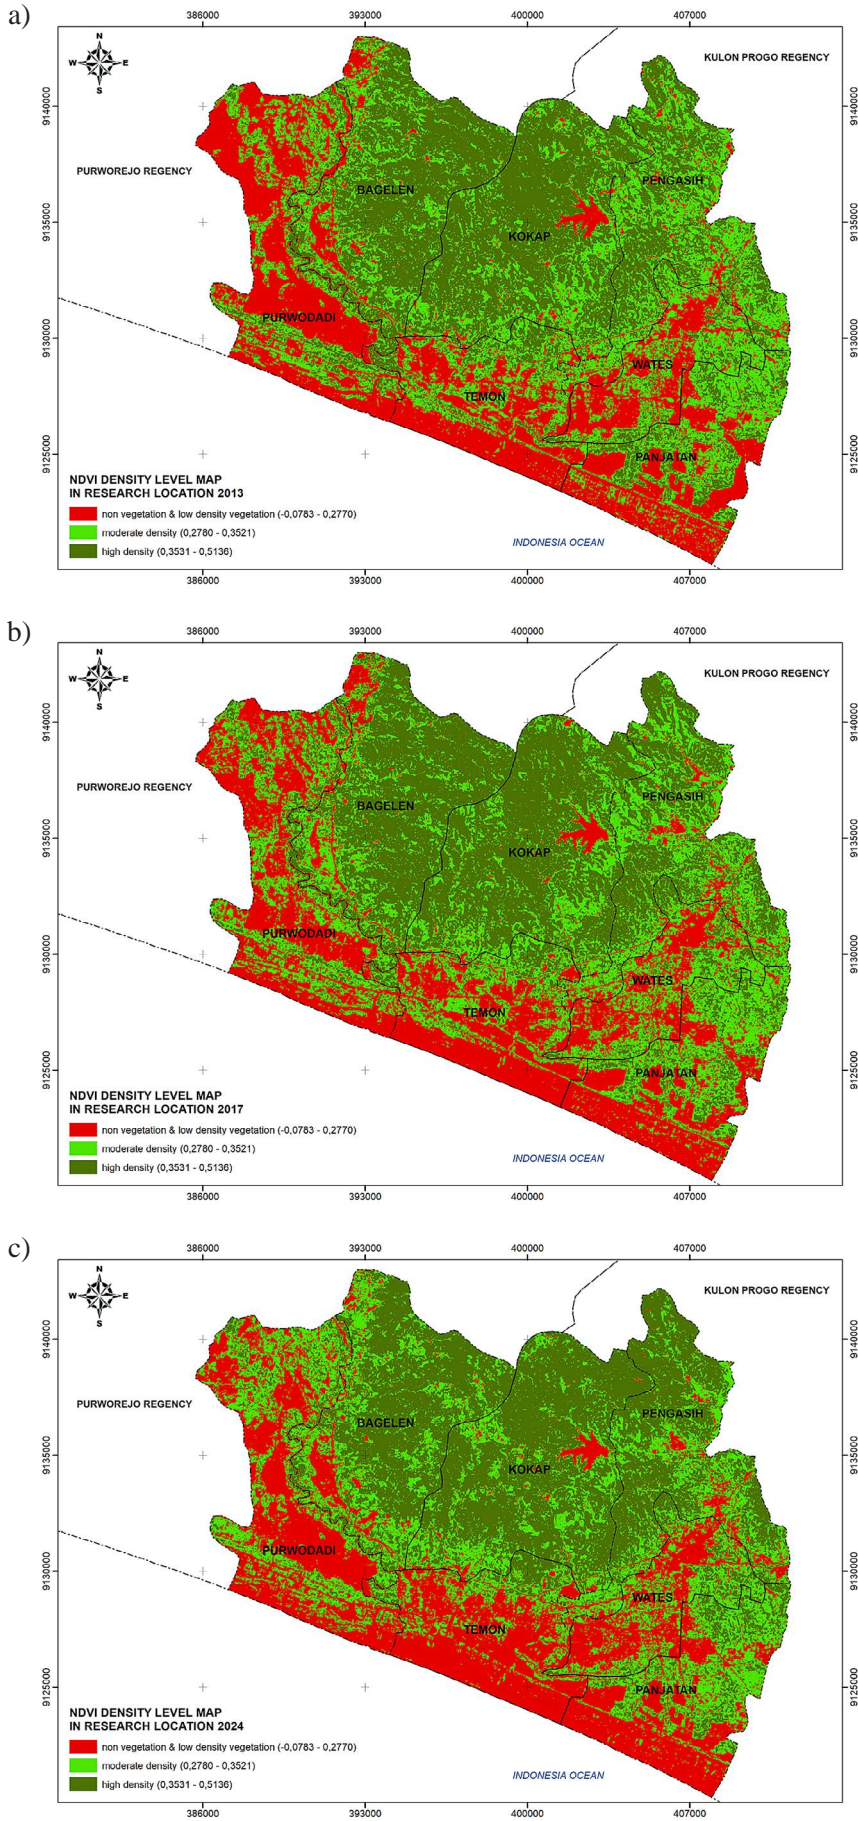 a)
386000 393000 400000 407000
N
W E
S
KULON PROGO REGENCY
9140000 9140000
PURWOREJO REGENCY
PENGASIH
BAGELEN
9135000 9135000
KOKAP
PURWODADI
9130000 9130000
WATES
TEMON
9125000 9125000
PANJATAN
NDVI DENSITY LEVEL MAP
IN RESEARCH LOCATION 2013
non vegetation & low density vegetation (-0,0783 - 0,2770)
moderate density (0,2780 - 0,3521)
high density (0,3531 - 0,5136)
INDONESIA OCEAN
386000 393000 400000 407000
b)
386000 393000 400000 407000
N
W E
S
KULON PROGO REGENCY
9140000 9140000
PURWOREJO REGENCY
PENGASIH
BAGELEN
9135000 9135000
KOKAP
PURWODADI
9130000 9130000
WATES
TEMON
9125000 9125000
PANJATAN
NDVI DENSITY LEVEL MAP
IN RESEARCH LOCATION 2017
non vegetation & low density vegetation (-0,0783 - 0,2770)
moderate density (0,2780 - 0,3521)
high density (0,3531 - 0,5136)
INDONESIA OCEAN
386000 393000 400000 407000
c)
386000 393000 400000 407000
N
W E
S
KULON PROGO REGENCY
9140000 9140000
PURWOREJO REGENCY
PENGASIH
BAGELEN
9135000 9135000
KOKAP
PURWODADI
9130000 9130000
WATES
TEMON
9125000 9125000
PANJATAN
NDVI DENSITY LEVEL MAP
IN RESEARCH LOCATION 2024
non vegetation & low density vegetation (-0,0783 - 0,2770)
moderate density (0,2780 - 0,3521)
high density (0,3531 - 0,5136)
INDONESIA OCEAN
386000 393000 400000 407000